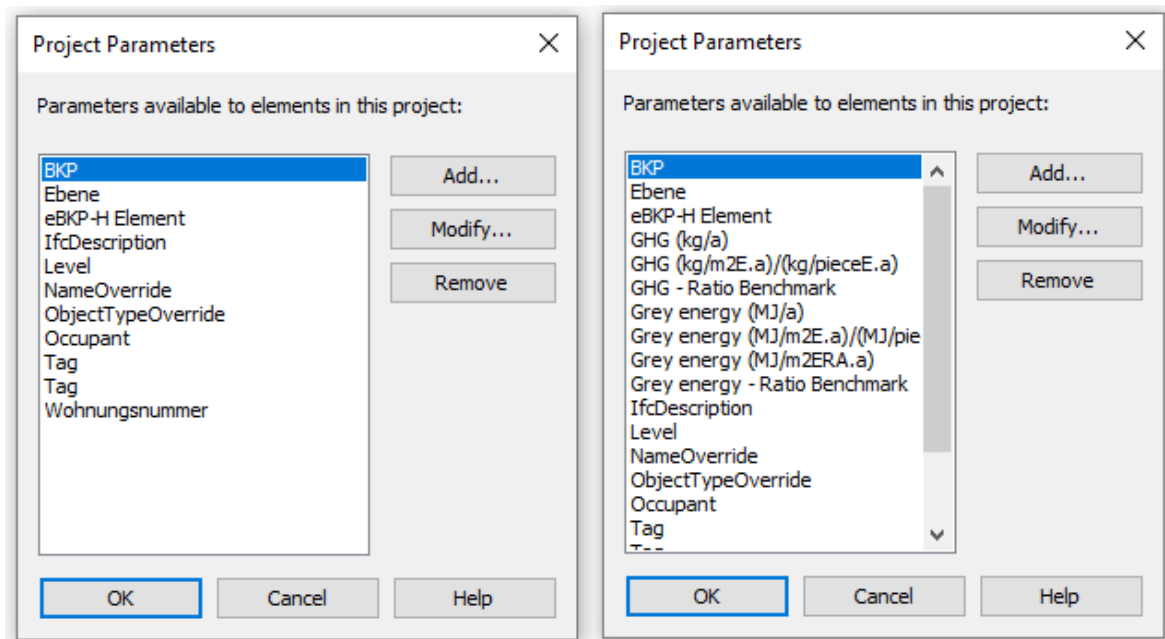 Project Parameters
Parameters available to elements in this project:
BKP
Ebene
eBKP-H Element
IfcDescription
Level
NameOverride
ObjectTypeOverride
Occupant
Tag
Tag
Wohnungsnummer
Add...
Modify...
Remove
OK
Cancel
Help
Project Parameters
Parameters available to elements in this project:
BKP
Ebene
eBKP-H Element
GHG (kg/a)
GHG (kg/m2E.a)/(kg/pieceE.a)
GHG - Ratio Benchmark
Grey energy (MJ/a)
Grey energy (MJ/m2E.a)/(MJ/pie
Grey energy (MJ/m2ERA.a)
Grey energy - Ratio Benchmark
IfcDescription
Level
NameOverride
ObjectTypeOverride
Occupant
Tag
Add...
Modify...
Remove
OK
Cancel
Help